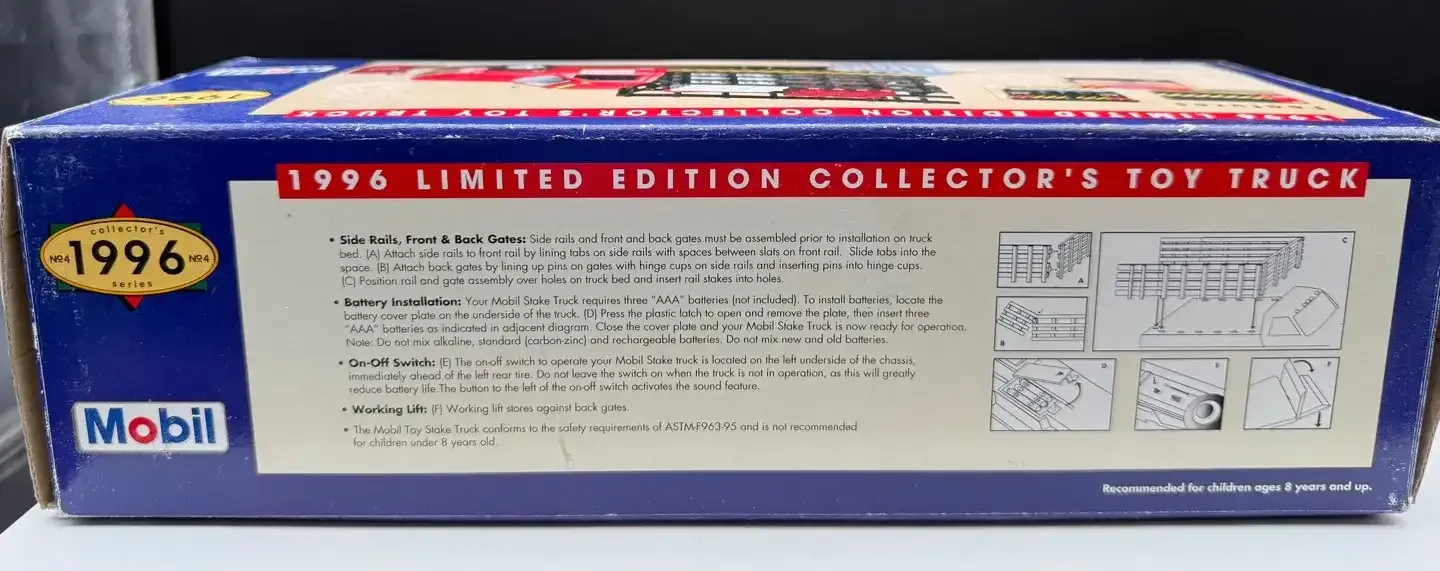 Mobil
1996
1996 LIMITED EDITION COLLECTOR'S TOY TRUCK
Features
1996 LIMITED EDITION
1996 LIMITED EDITION COLLECTOR'S TOY TRUCK
collector's
Nº4 1996 Nº4
series
• Side Rails, Front & Back Gates: Side rails and front and back gates must be assembled prior to installation on truck
bed. (A) Attach side rails to front rail by lining tabs on side rails with spaces between slats on front rail. Slide tabs into the
space. (B) Attach back gates by lining up pins on gates with hinge cups on side rails and inserting pins into hinge cups.
(C) Position rail and gate assembly over holes on truck bed and insert rail stakes into holes.
• Battery Installation: Your Mobil Stake Truck requires three "AAA" batteries (not included). To install batteries, locate the
battery cover plate on the underside of the truck. (D) Press the plastic latch to open and remove the plate, then insert three
"AAA" batteries as indicated in adjacent diagram. Close the cover plate and your Mobil Stake Truck is now ready for operation.
Note: Do not mix alkaline, standard (carbon-zinc) and rechargeable batteries. Do not mix new and old batteries.
• On-Off Switch: (E) The on-off switch to operate your Mobil Stake truck is located on the left underside of the chassis,
immediately ahead of the left rear tire. Do not leave the switch on when the truck is not in operation, as this will greatly
reduce battery life. The button to the left of the on-off switch activates the sound feature.
• Working Lift: (F) Working lift stores against back gates.
• The Mobil Toy Stake Truck conforms to the safety requirements of ASTM-F963-95 and is not recommended
for children under 8 years old.
A
C
B
D
E
F
Mobil
Recommended for children ages 8 years and up.